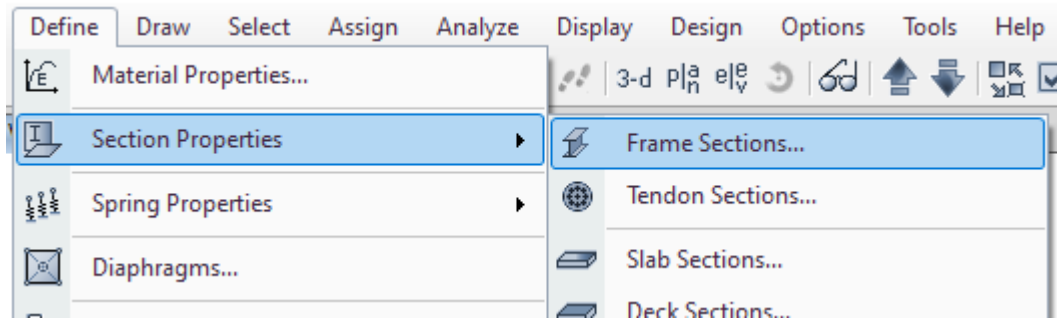 Define Draw Select Assign Analyze Display Design Options Tools Help
Material Properties...
3-d
Section Properties
Frame Sections...
Tendon Sections...
Spring Properties
Slab Sections...
Diaphragms...
Deck Sections...